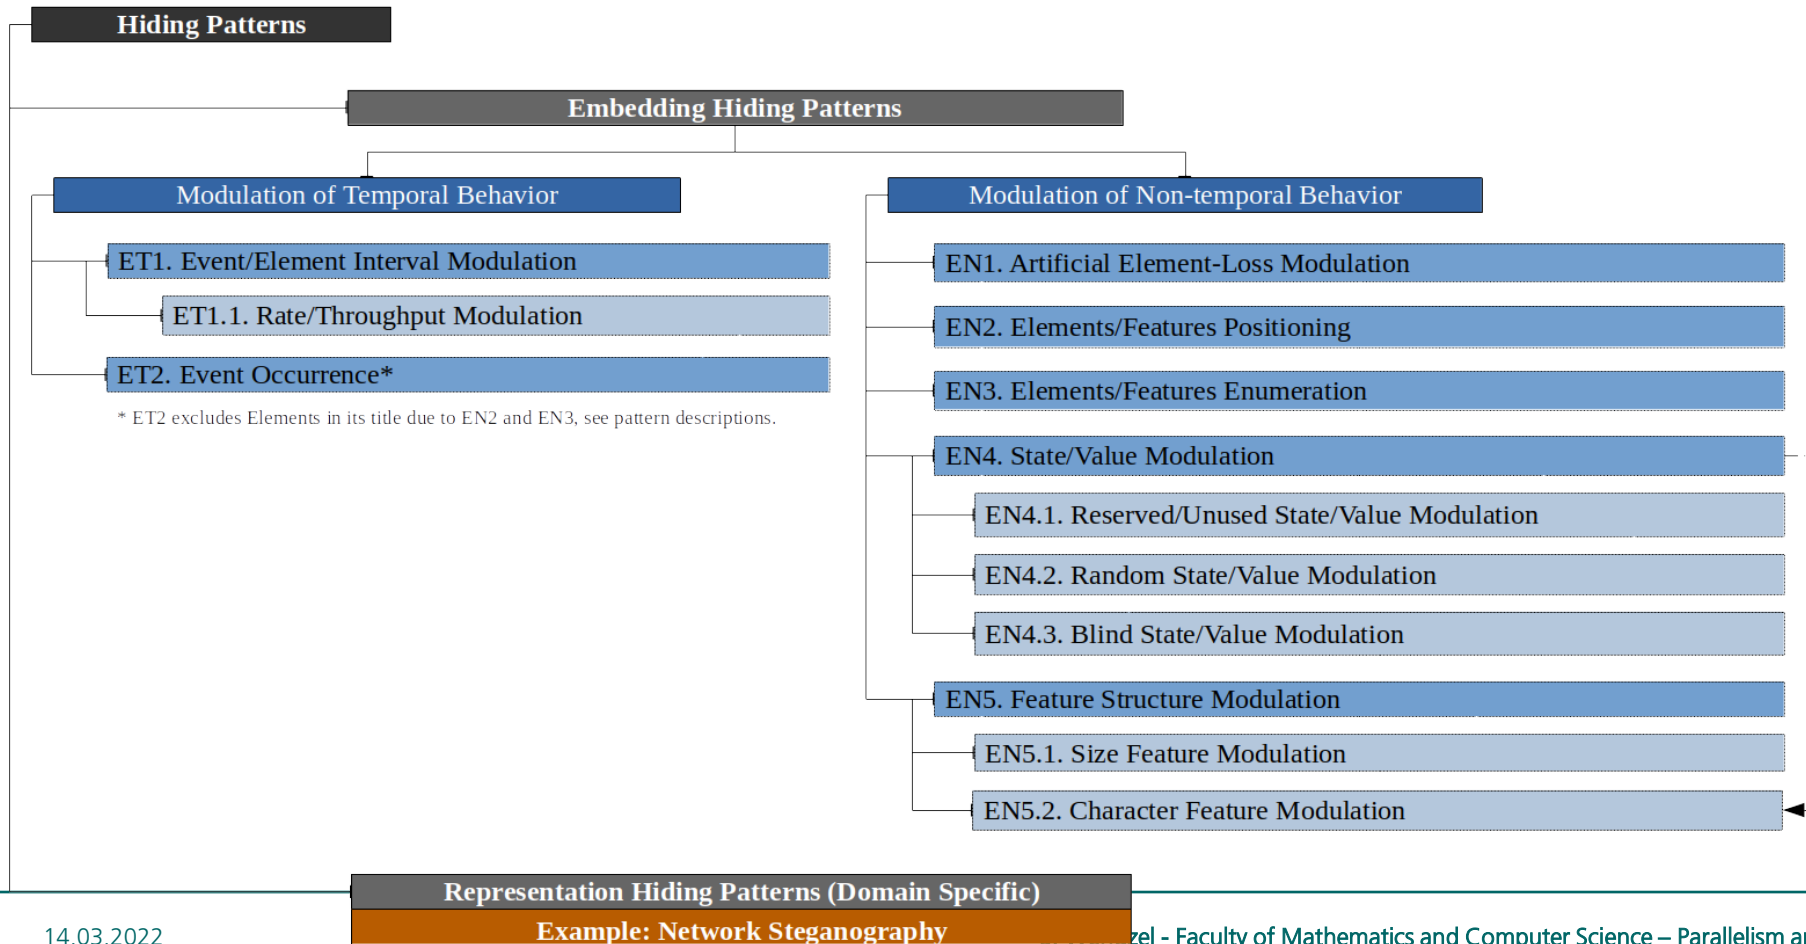 Hiding Patterns
Embedding Hiding Patterns
Modulation of Temporal Behavior
ET1. Event/Element Interval Modulation
ET1.1. Rate/Throughput Modulation
ET2. Event Occurrence*
* ET2 excludes Elements in its title due to EN2 and EN3, see pattern descriptions.
Modulation of Non-temporal Behavior
EN1. Artificial Element-Loss Modulation
EN2. Elements/Features Positioning
EN3. Elements/Features Enumeration
EN4. State/Value Modulation
EN4.1. Reserved/Unused State/Value Modulation
EN4.2. Random State/Value Modulation
EN4.3. Blind State/Value Modulation
EN5. Feature Structure Modulation
EN5.1. Size Feature Modulation
EN5.2. Character Feature Modulation
Representation Hiding Patterns (Domain Specific)
Example: Network Steganography
14.03.2022
- Faculty of Mathematics and Computer Science – Parallelism